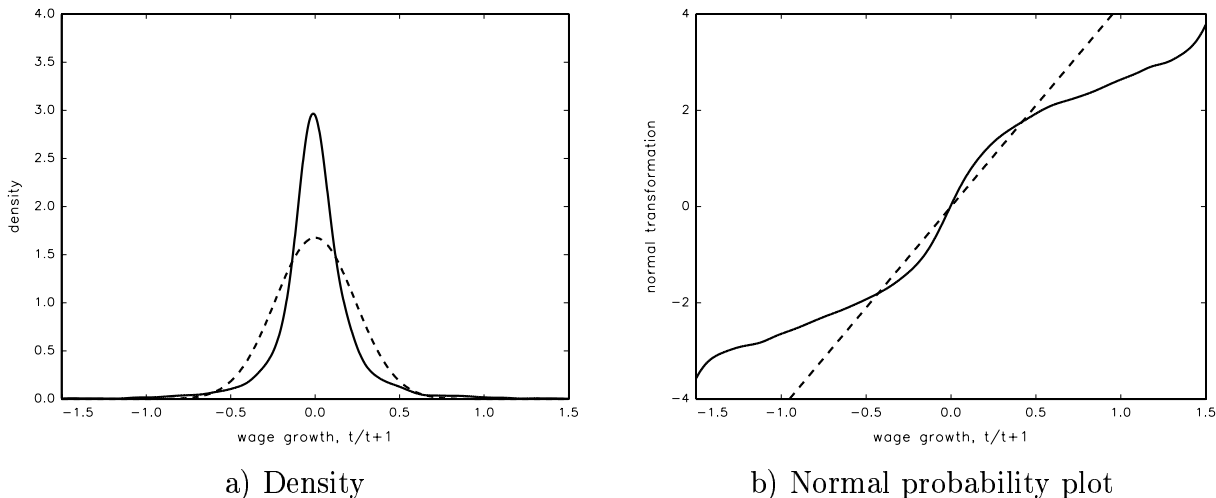 4.0
3.5
3.0
2.5
2.0
1.5
1.0
0.5
0.0
density
−1.5 −1.0 −0.5 0.0 0.5 1.0 1.5
wage growth, t/t+1
a) Density
4
2
0
−2
−4
normal transformation
−1.5 −1.0 −0.5 0.0 0.5 1.0 1.5
wage growth, t/t+1
b) Normal probability plot